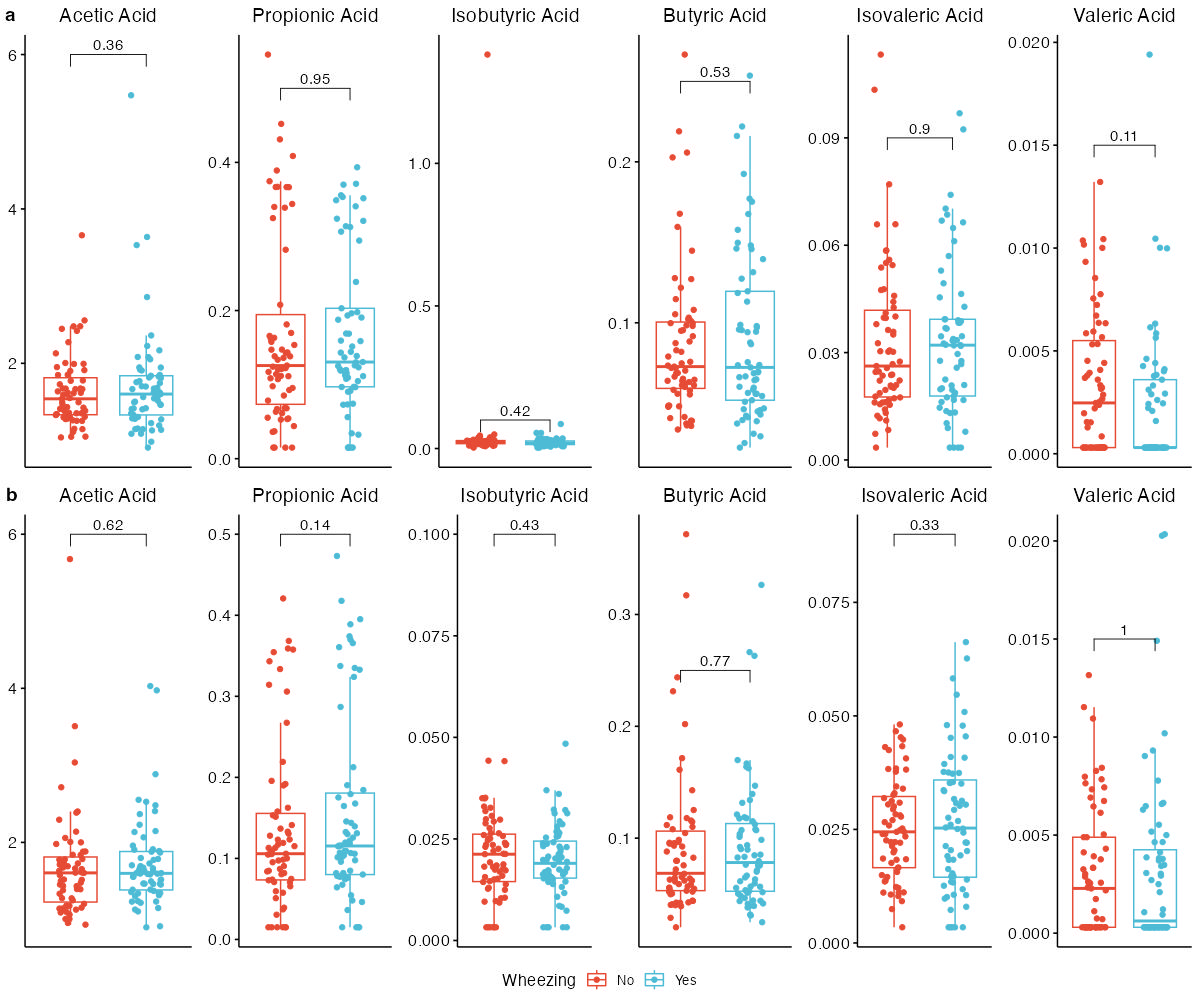 a
Acetic Acid Propionic Acid Isobutyric Acid Butyric Acid Isovaleric Acid Valeric Acid
6 4 2
0.36
0.4 0.2 0.0
0.95
1.0 0.5 0.0
0.42
0.2 0.1
0.53
0.09 0.06 0.03 0.00
0.9
0.020 0.015 0.010 0.005 0.000
0.11
b
Acetic Acid Propionic Acid Isobutyric Acid Butyric Acid Isovaleric Acid Valeric Acid
6 4 2
0.62
0.5 0.4 0.3 0.2 0.1 0.0
0.14
0.100 0.075 0.050 0.025 0.000
0.43
0.3 0.2 0.1
0.77
0.075 0.050 0.025 0.000
0.33
0.020 0.015 0.010 0.005 0.000
1
Wheezing No Yes